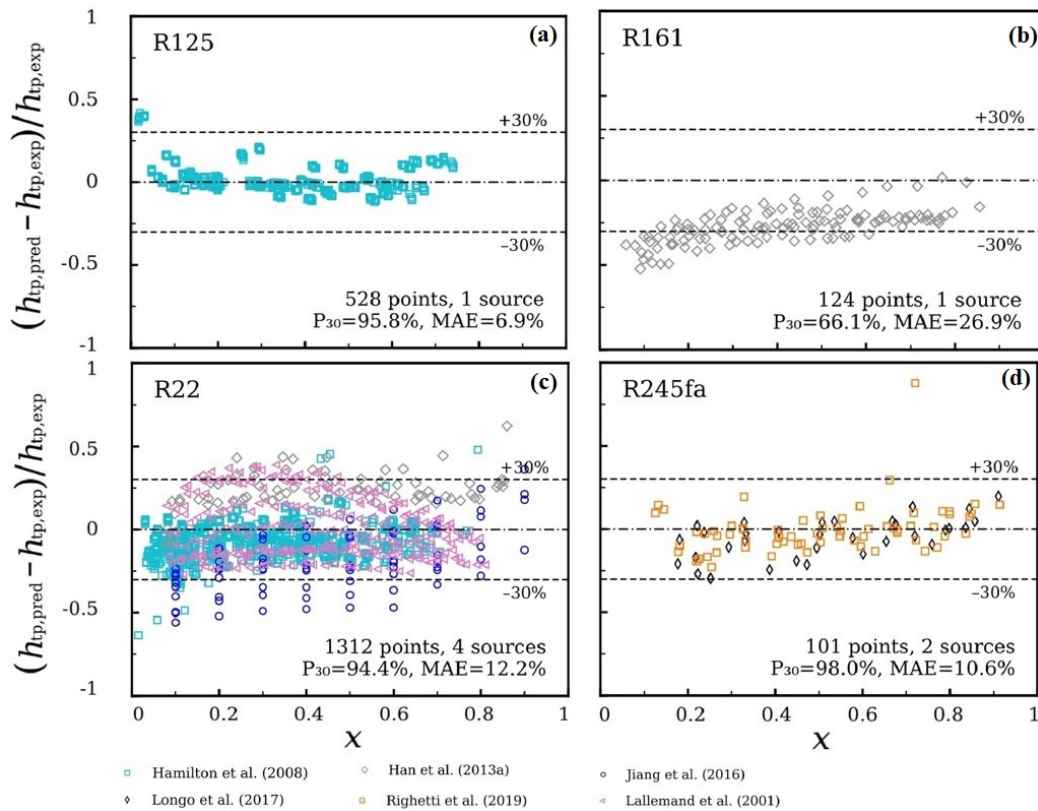 (h_tp,pred − h_tp,exp)/h_tp,exp
1
0.5
0
-0.5
-1
R125
(a)
+30%
−30%
528 points, 1 source
P₃₀=95.8%, MAE=6.9%
R161
(b)
+30%
−30%
124 points, 1 source
P₃₀=66.1%, MAE=26.9%
(h_tp,pred − h_tp,exp)/h_tp,exp
1
0.5
0
-0.5
-1
R22
(c)
+30%
−30%
1312 points, 4 sources
P₃₀=94.4%, MAE=12.2%
R245fa
(d)
+30%
−30%
101 points, 2 sources
P₃₀=98.0%, MAE=10.6%
0 0.2 0.4 0.6 0.8 1
0 0.2 0.4 0.6 0.8 1
x
x
Hamilton et al. (2008) Han et al. (2013a) Jiang et al. (2016)
Longo et al. (2017) Righetti et al. (2019) Lallemand et al. (2001)